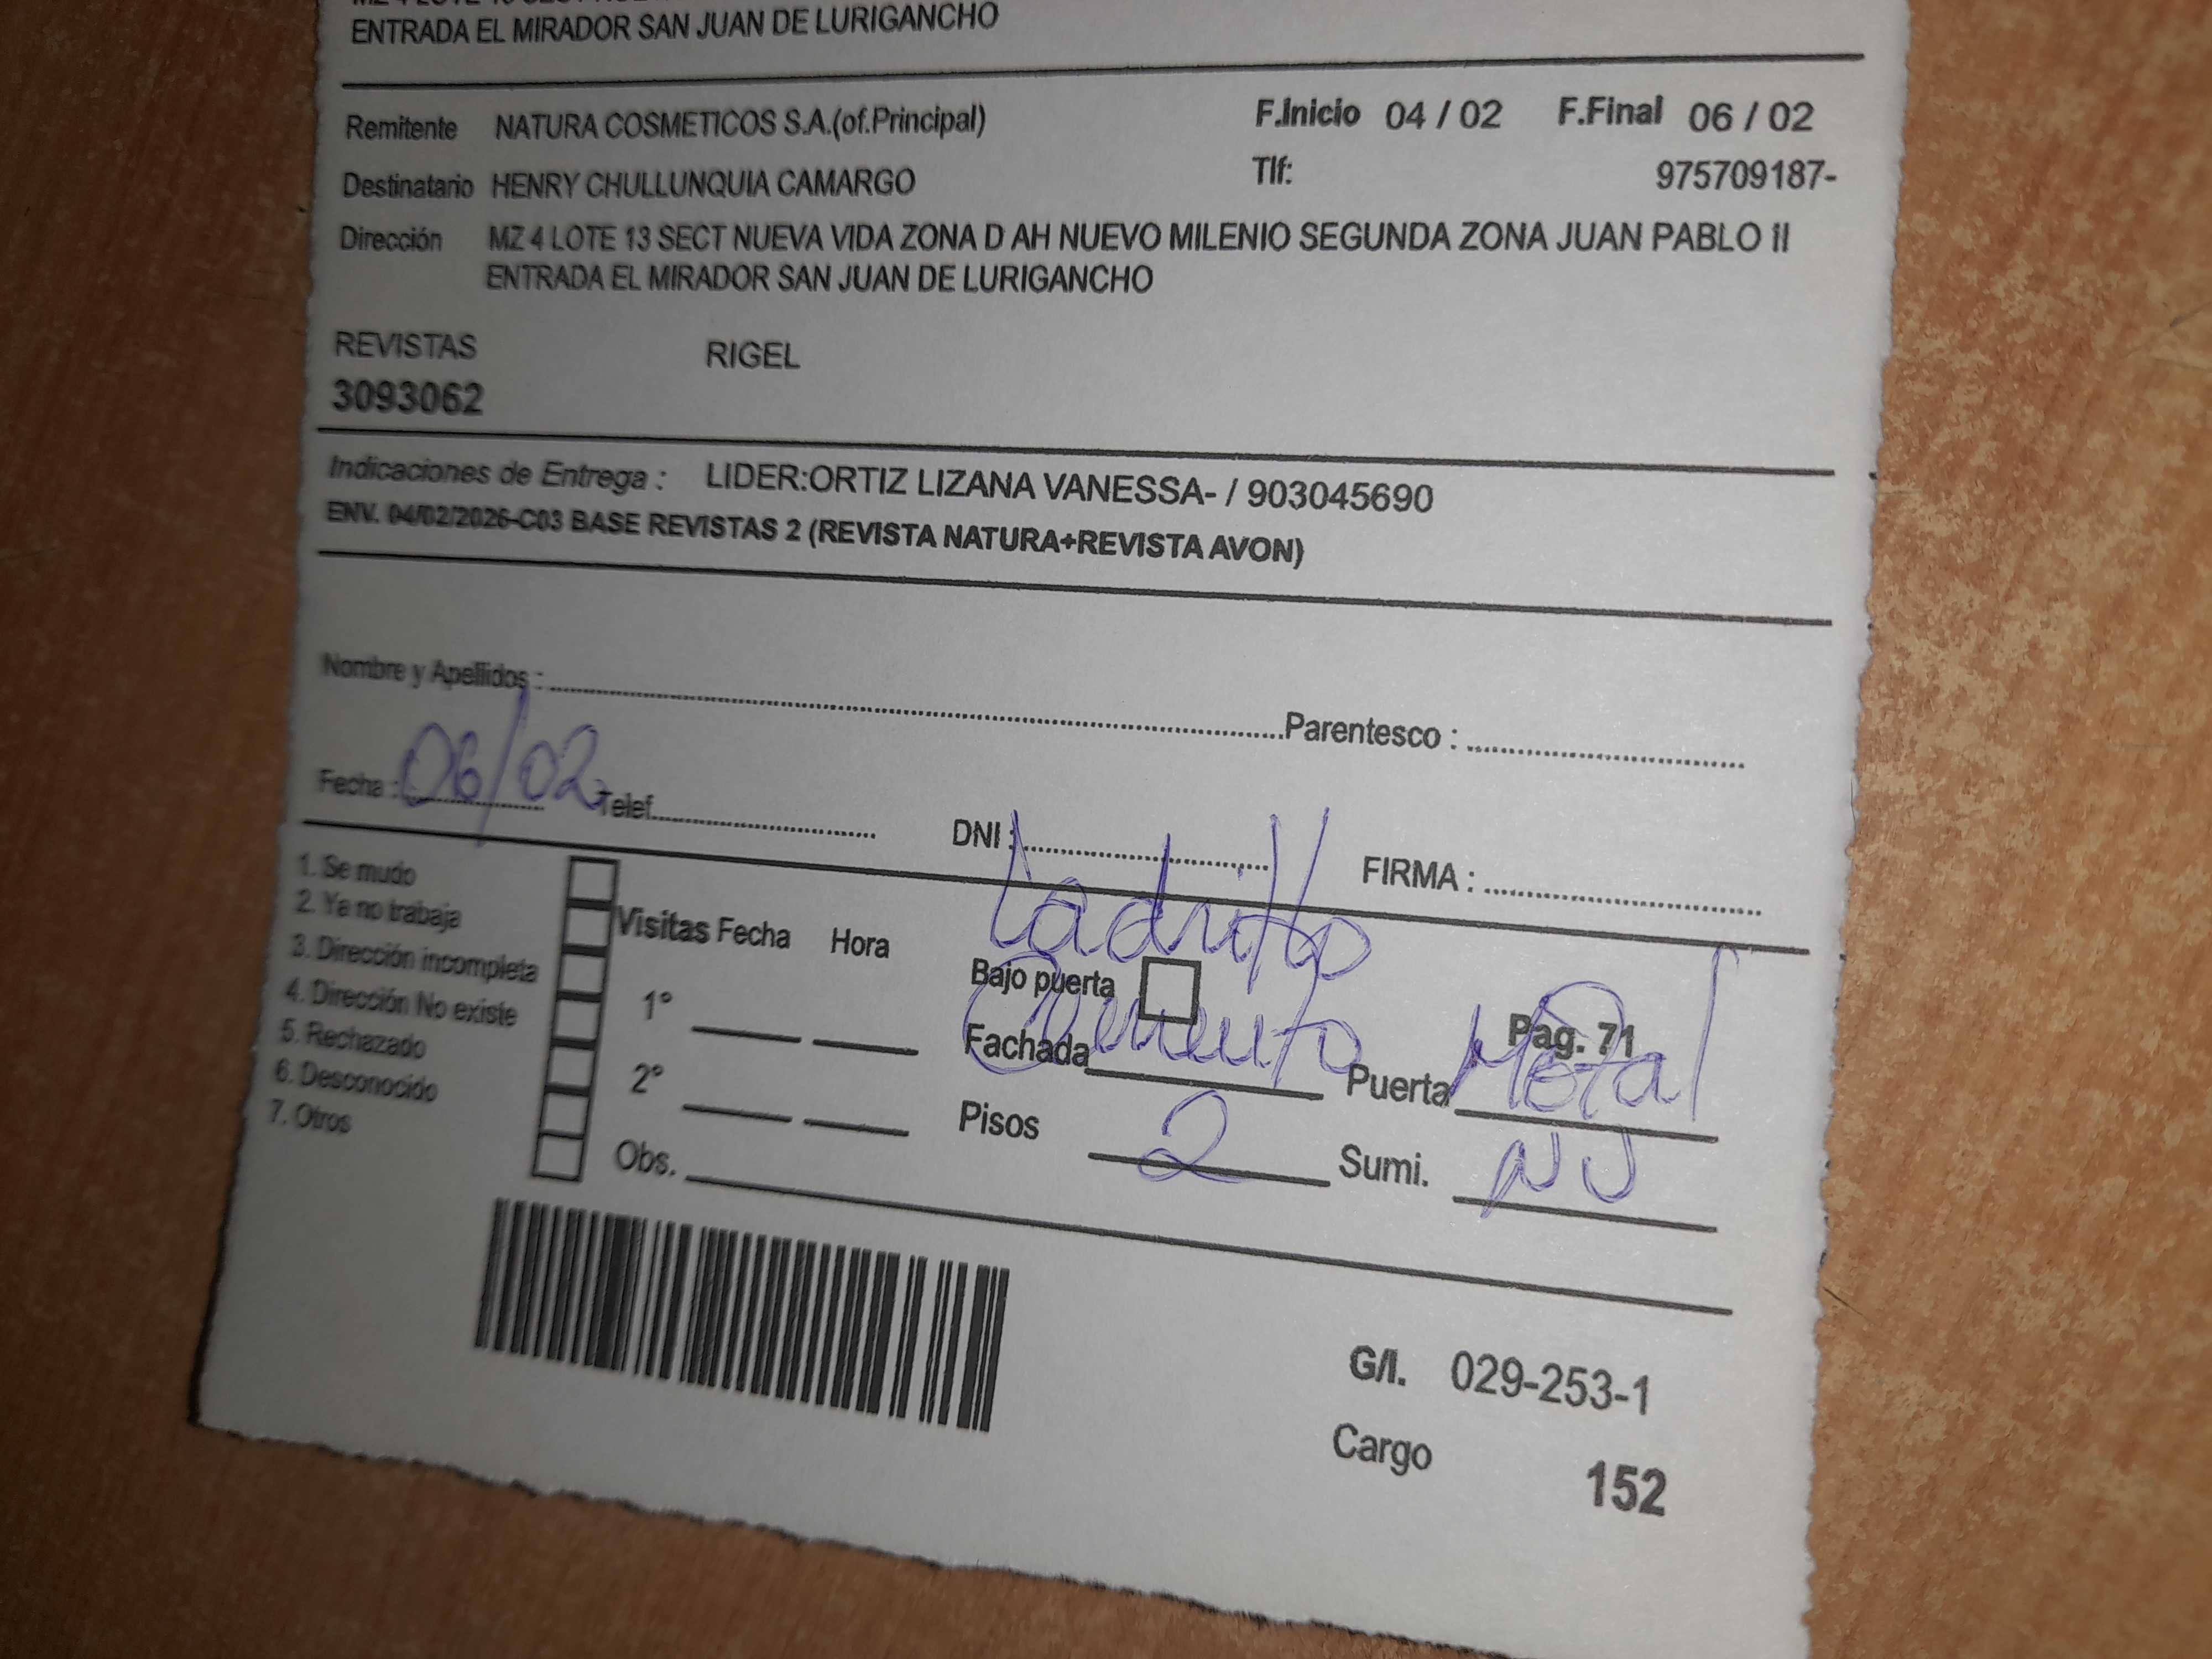 ENTRADA EL MIRADOR SAN JUAN DE LURIGANCHO
Remitente NATURA COSMETICOS S.A.(of.Principal) F.Inicio 04 / 02 F.Final 06 / 02
Destinatario HENRY CHULLUNQUIA CAMARGO Tlf: 975709187-
Dirección MZ 4 LOTE 13 SECT NUEVA VIDA ZONA D AH NUEVO MILENIO SEGUNDA ZONA JUAN PABLO II
ENTRADA EL MIRADOR SAN JUAN DE LURIGANCHO
REVISTAS RIGEL
3093062
Indicaciones de Entrega : LIDER:ORTIZ LIZANA VANESSA- / 903045690
ENV. 04/02/2026-C03 BASE REVISTAS 2 (REVISTA NATURA+REVISTA AVON)
Nombre y Apellidos : Parentesco :
Fecha : 06/02 Telef. DNI : FIRMA :
1. Se mudo
2. Ya no trabaja
3. Dirección incompleta
4. Dirección No existe
5. Rechazado
6. Desconocido
7. Otros
Visitas Fecha Hora
1°
2°
Obs.
Ladrillo
Bajo puerta Pag. 71
Fachada Cemento Puerta Metal
Pisos 2 Sumi.
G/I. 029-253-1
Cargo 152